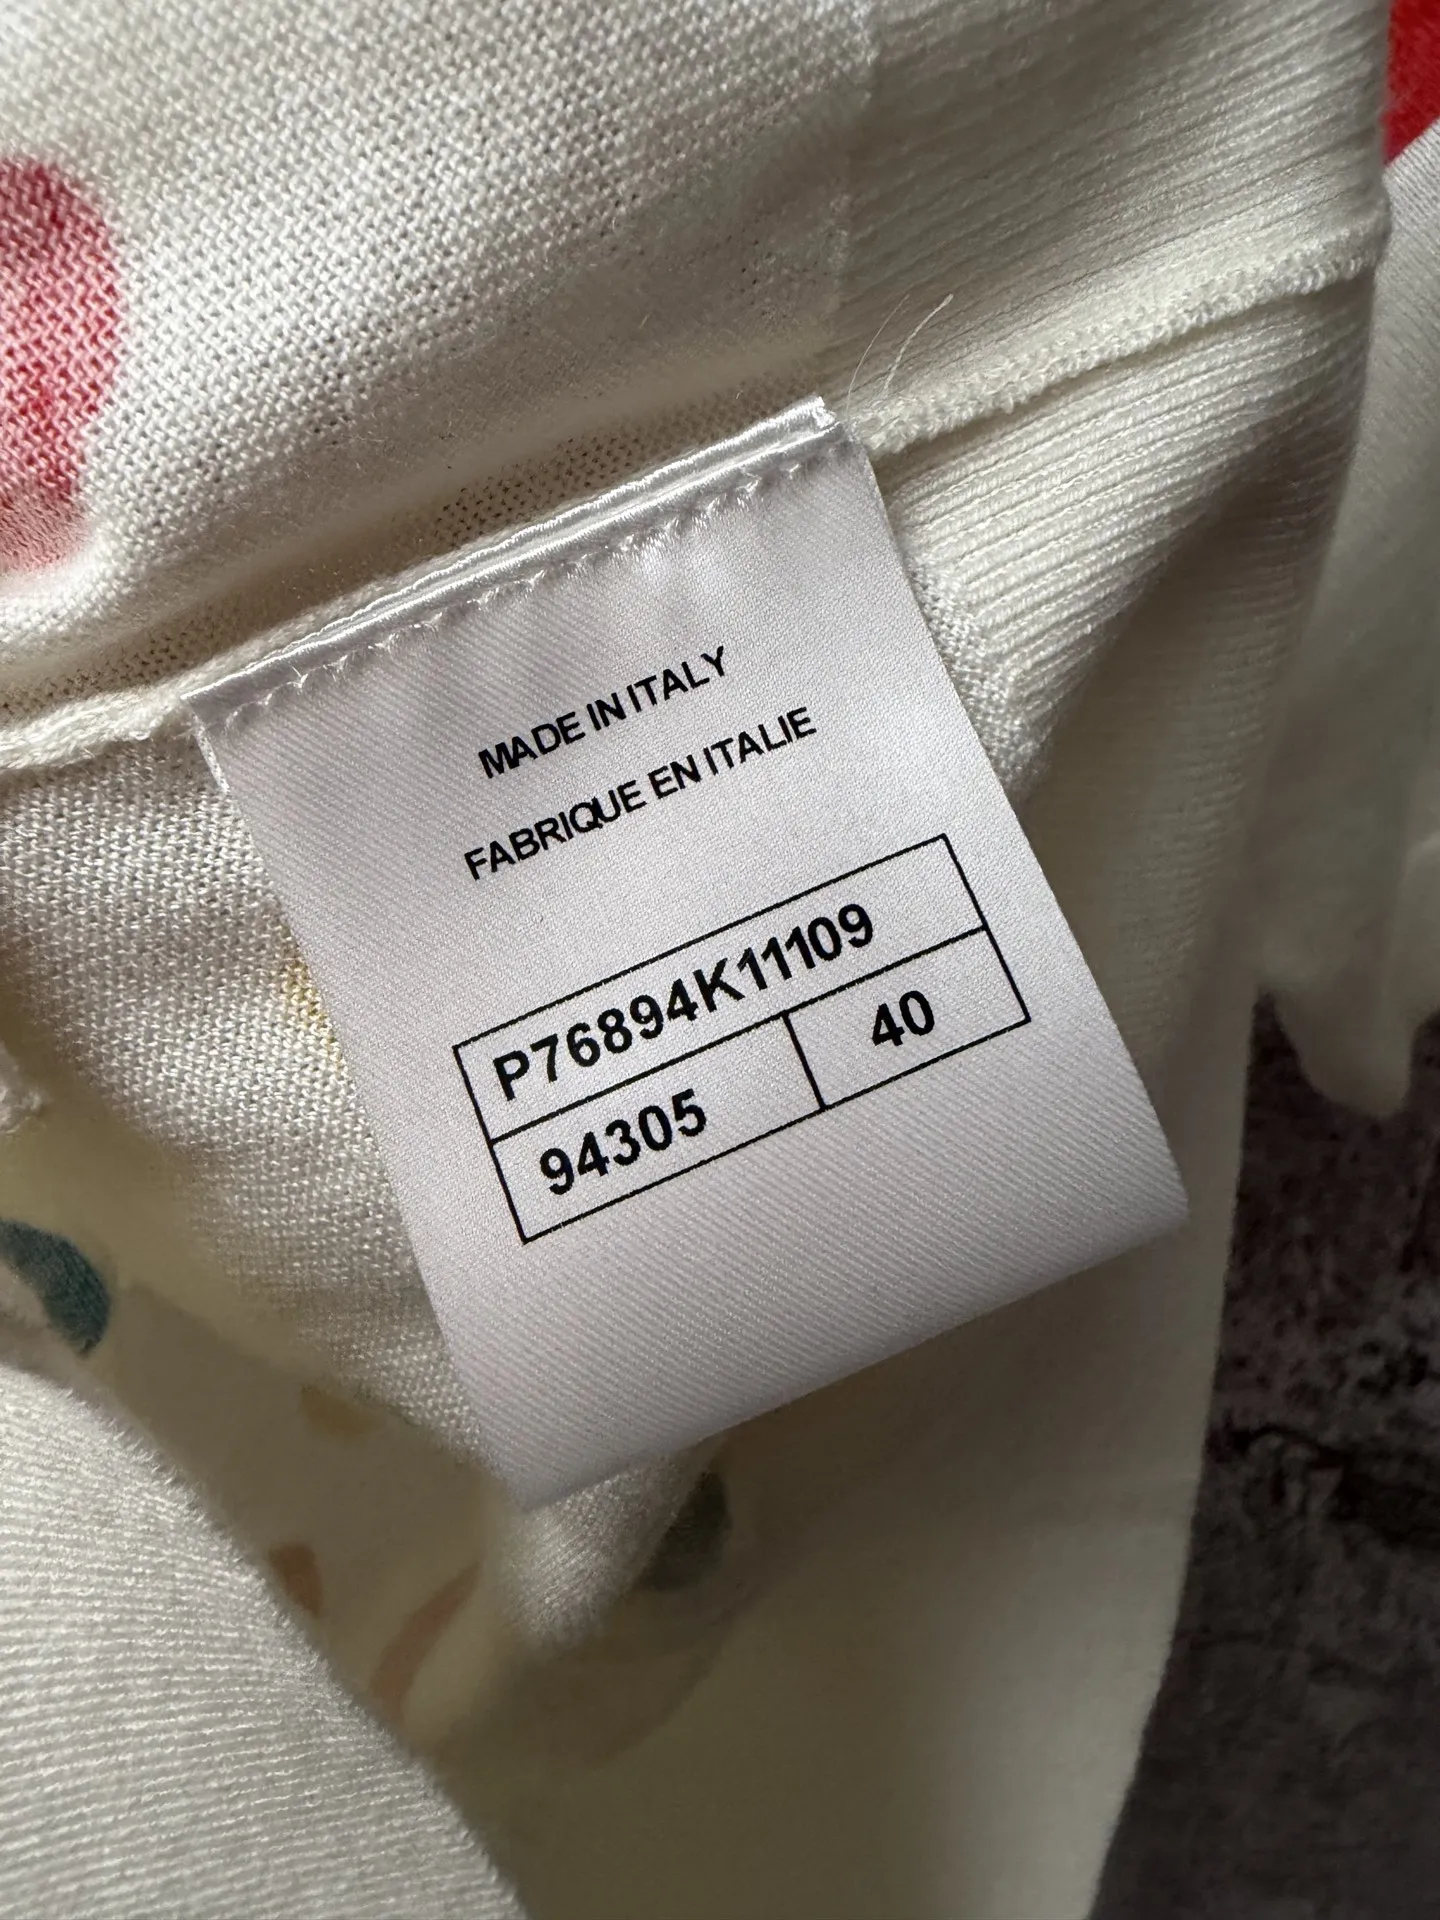 MADE IN ITALY
FABRIQUE EN ITALIE
P76894K11109
94305 40